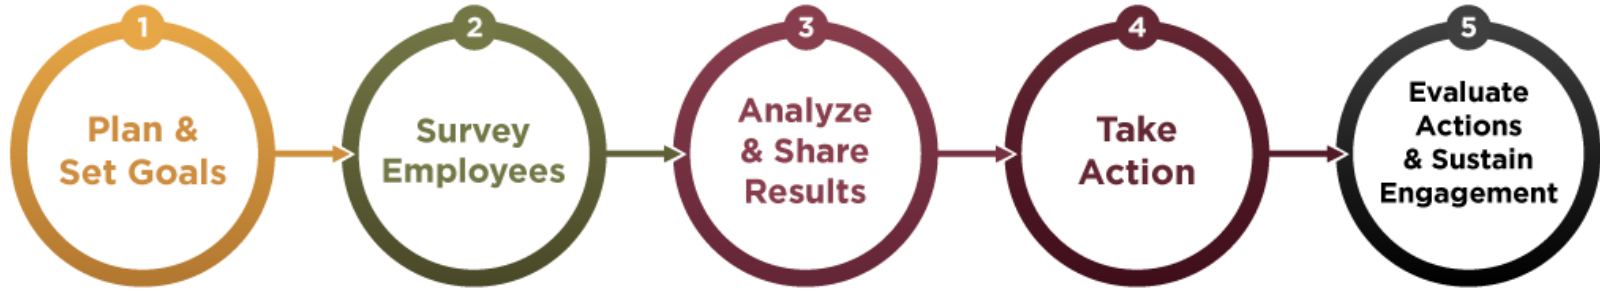 1
Plan &
Set Goals
2
Survey
Employees
3
Analyze
& Share
Results
4
Take
Action
5
Evaluate
Actions
& Sustain
Engagement